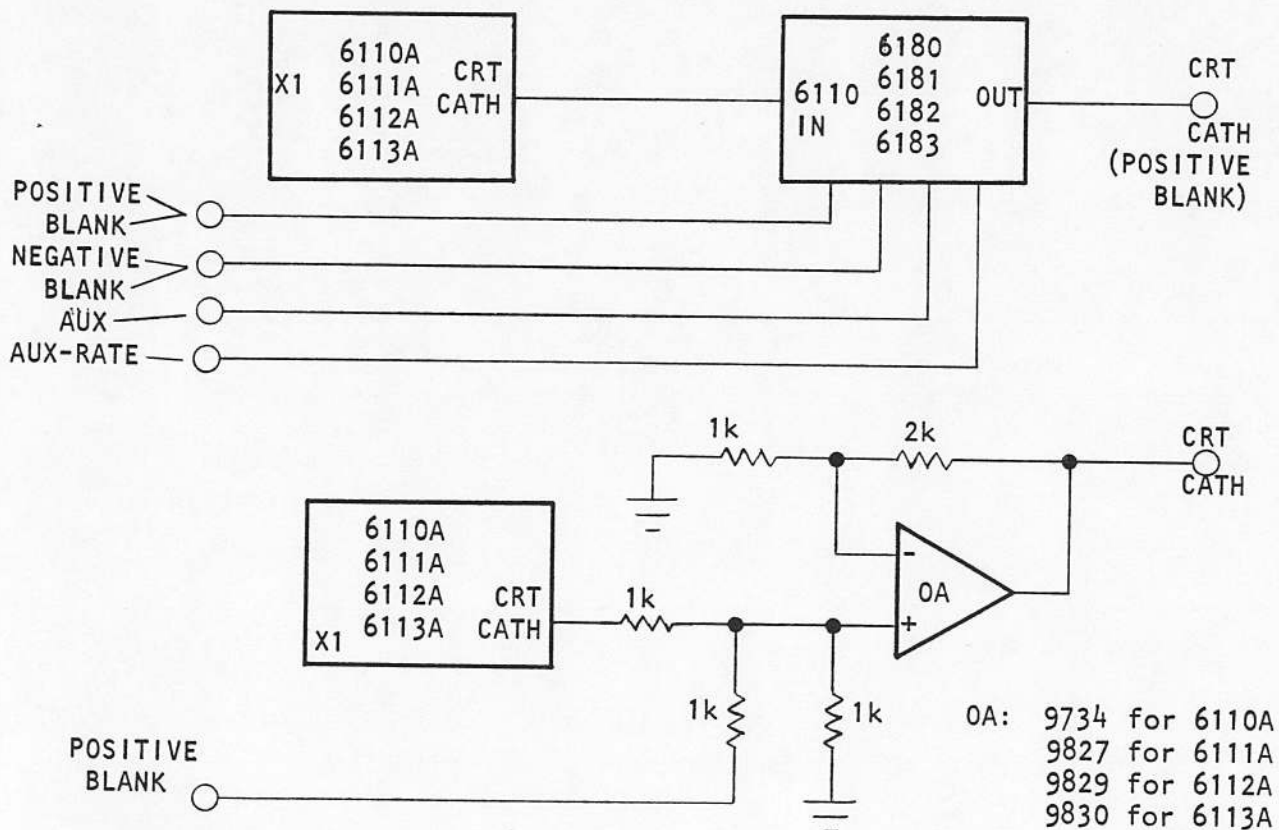 X1
6110A
6111A
6112A
6113A
CRT
CATH
6110
IN
6180
6181
6182
6183
OUT
CRT
CATH
(POSITIVE
BLANK)
POSITIVE
BLANK
NEGATIVE
BLANK
AUX
AUX-RATE
1k
2k
CRT
CATH
6110A
6111A
6112A
6113A
X1
CRT
CATH
1k
-
OA
+
1k
1k
POSITIVE
BLANK
OA: 9734 for 6110A
9827 for 6111A
9829 for 6112A
9830 for 6113A